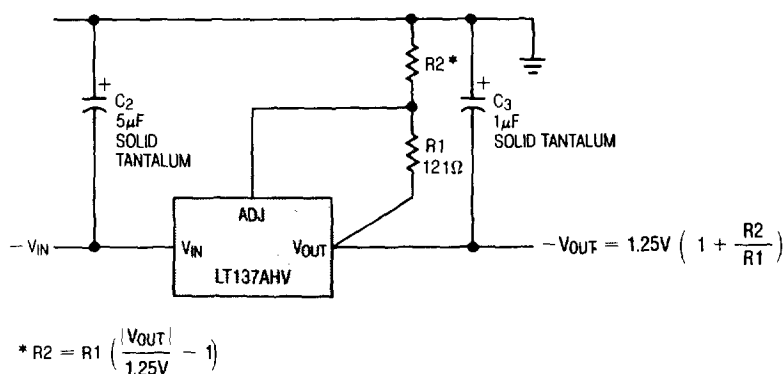 R2*
+
C2
5µF
SOLID
TANTALUM
+
C3
1µF
SOLID TANTALUM
R1
121Ω
ADJ
−VIN
VIN
VOUT
LT137AHV
−VOUT = 1.25V ( 1 + R2/R1 )
* R2 = R1 ( |VOUT|/1.25V − 1 )